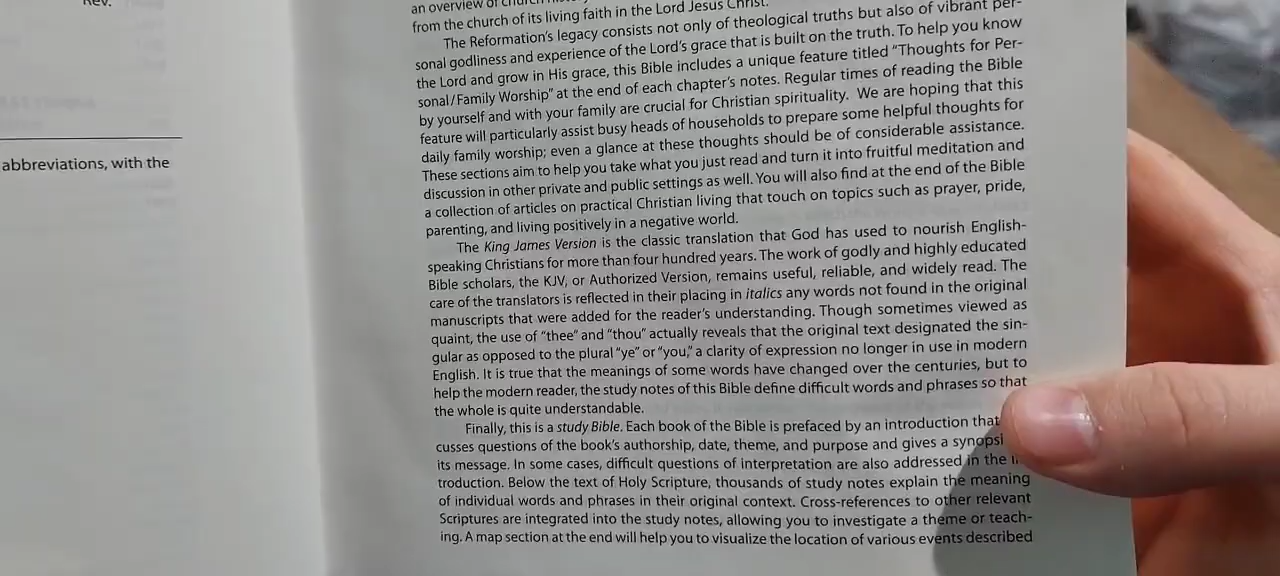 Rev.
abbreviations, with the
an overview of church
from the church of its living faith in the Lord Jesus Christ.
The Reformation's legacy consists not only of theological truths but also of vibrant per-
sonal godliness and experience of the Lord's grace that is built on the truth. To help you know
the Lord and grow in His grace, this Bible includes a unique feature titled “Thoughts for Per-
sonal/Family Worship” at the end of each chapter's notes. Regular times of reading the Bible
by yourself and with your family are crucial for Christian spirituality. We are hoping that this
feature will particularly assist busy heads of households to prepare some helpful thoughts for
daily family worship; even a glance at these thoughts should be of considerable assistance.
These sections aim to help you take what you just read and turn it into fruitful meditation and
discussion in other private and public settings as well. You will also find at the end of the Bible
a collection of articles on practical Christian living that touch on topics such as prayer, pride,
parenting, and living positively in a negative world.
The King James Version is the classic translation that God has used to nourish English-
speaking Christians for more than four hundred years. The work of godly and highly educated
Bible scholars, the KJV, or Authorized Version, remains useful, reliable, and widely read. The
care of the translators is reflected in their placing in italics any words not found in the original
manuscripts that were added for the reader's understanding. Though sometimes viewed as
quaint, the use of “thee” and “thou” actually reveals that the original text designated the sin-
gular as opposed to the plural “ye” or “you,” a clarity of expression no longer in use in modern
English. It is true that the meanings of some words have changed over the centuries, but to
help the modern reader, the study notes of this Bible define difficult words and phrases so that
the whole is quite understandable.
Finally, this is a study Bible. Each book of the Bible is prefaced by an introduction that
cusses questions of the book's authorship, date, theme, and purpose and gives a synopsi
its message. In some cases, difficult questions of interpretation are also addressed in the
troduction. Below the text of Holy Scripture, thousands of study notes explain the meaning
of individual words and phrases in their original context. Cross-references to other relevant
Scriptures are integrated into the study notes, allowing you to investigate a theme or teach-
ing. A map section at the end will help you to visualize the location of various events described